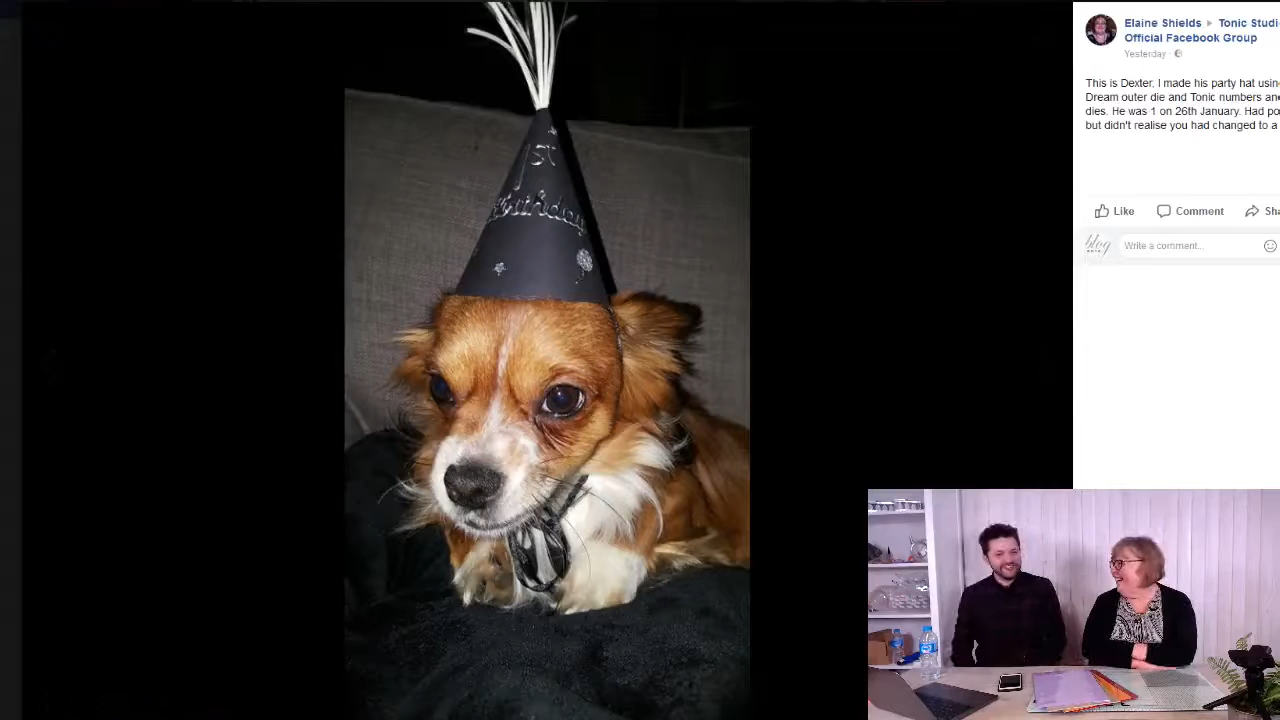 1ST
Birthday
Elaine Shields ▸ Tonic Studi
Official Facebook Group
Yesterday ·
This is Dexter. I made his party hat usin
Dream outer die and Tonic numbers an
dies. He was 1 on 26th January. Had po
but didn't realise you had changed to a
Like
Comment
Sha
blog
Write a comment...